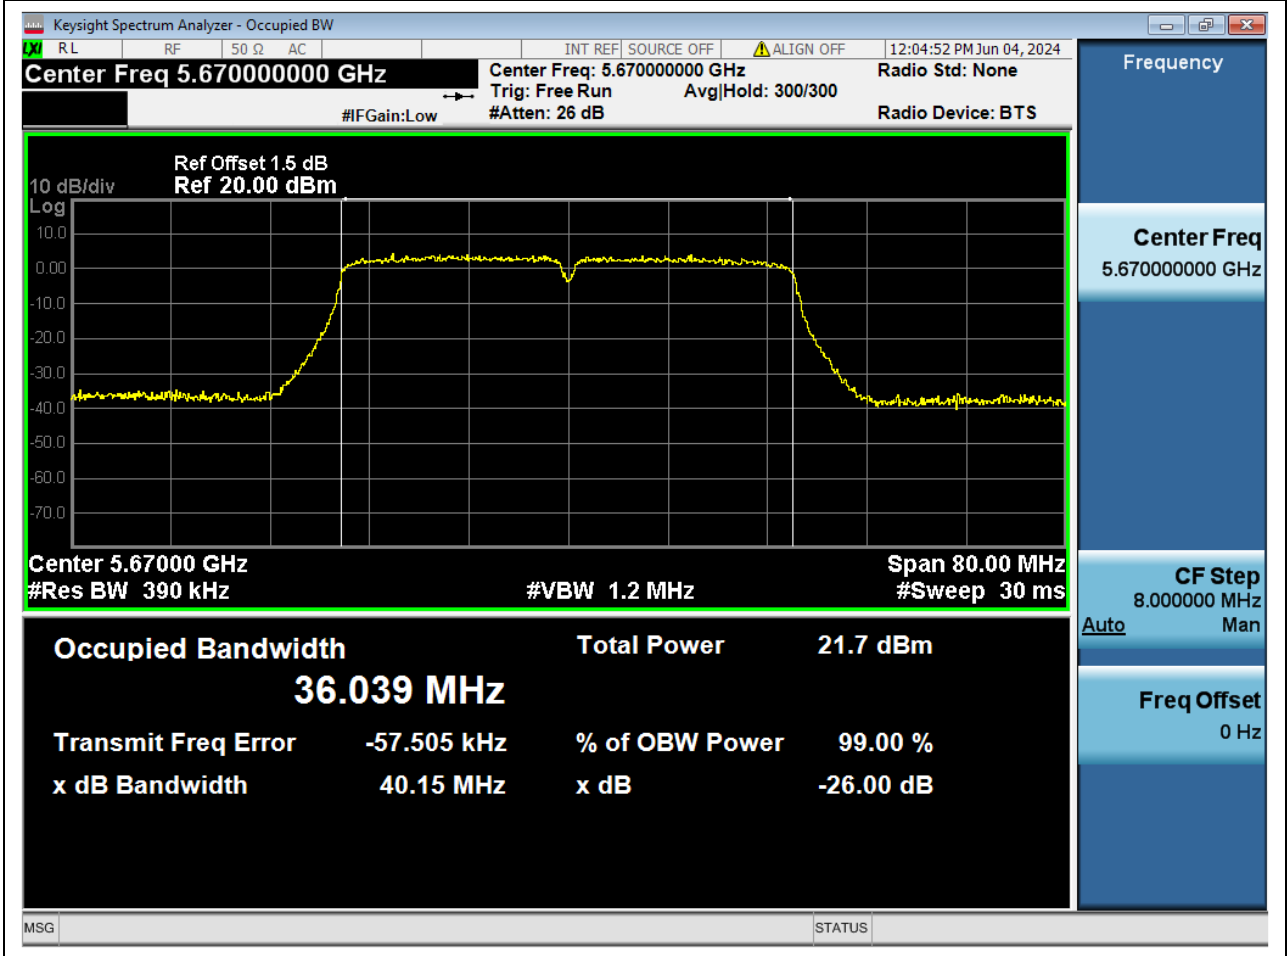 Keysight Spectrum Analyzer - Occupied BW
LXI RL RF 50 Ω AC INT REF SOURCE OFF ALIGN OFF 12:04:52 PM Jun 04, 2024
Center Freq 5.670000000 GHz
Center Freq: 5.670000000 GHz Radio Std: None
Trig: Free Run Avg|Hold: 300/300
#IFGain:Low #Atten: 26 dB Radio Device: BTS
Ref Offset 1.5 dB
10 dB/div Ref 20.00 dBm
Log
10.0
0.00
-10.0
-20.0
-30.0
-40.0
-50.0
-60.0
-70.0
Center 5.67000 GHz Span 80.00 MHz
#Res BW 390 kHz #VBW 1.2 MHz #Sweep 30 ms
Occupied Bandwidth Total Power 21.7 dBm
36.039 MHz
Transmit Freq Error -57.505 kHz % of OBW Power 99.00 %
x dB Bandwidth 40.15 MHz x dB -26.00 dB
Frequency
Center Freq
5.670000000 GHz
CF Step
8.000000 MHz
Auto Man
Freq Offset
0 Hz
MSG STATUS